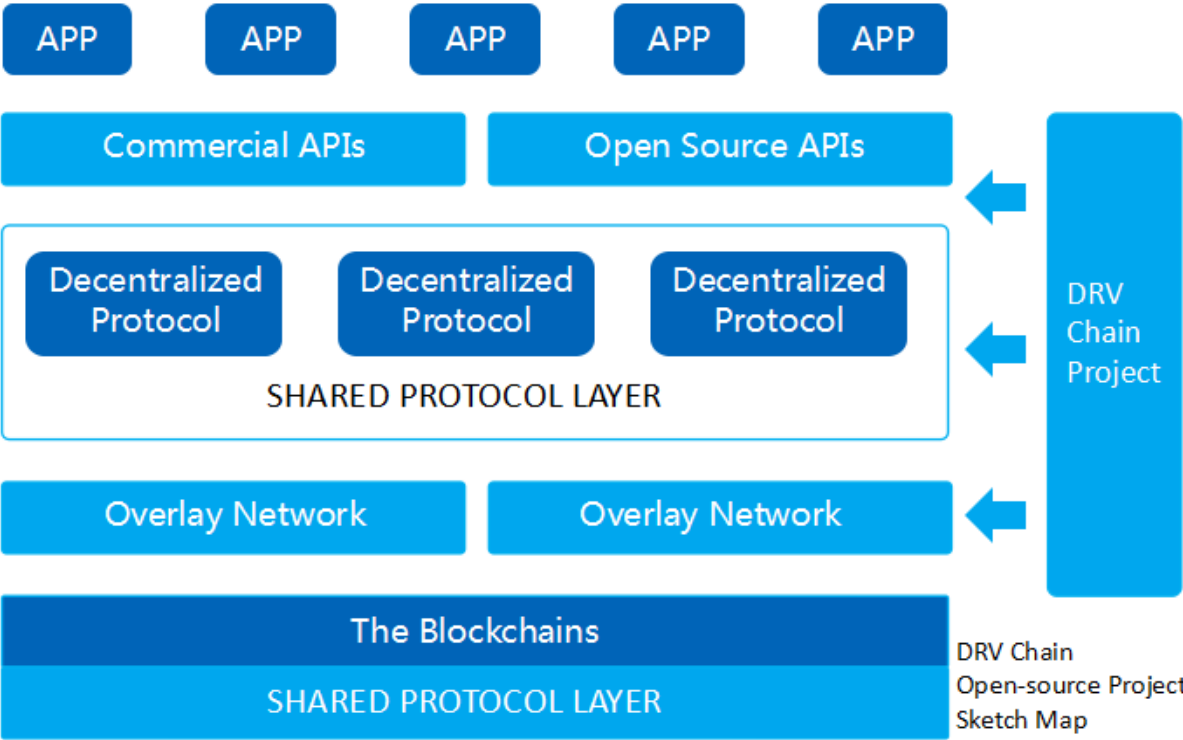 APP APP APP APP APP
Commercial APIs
Open Source APIs
Decentralized
Protocol
Decentralized
Protocol
Decentralized
Protocol
SHARED PROTOCOL LAYER
DRV
Chain
Project
Overlay Network
Overlay Network
The Blockchains
SHARED PROTOCOL LAYER
DRV Chain
Open-source Project
Sketch Map